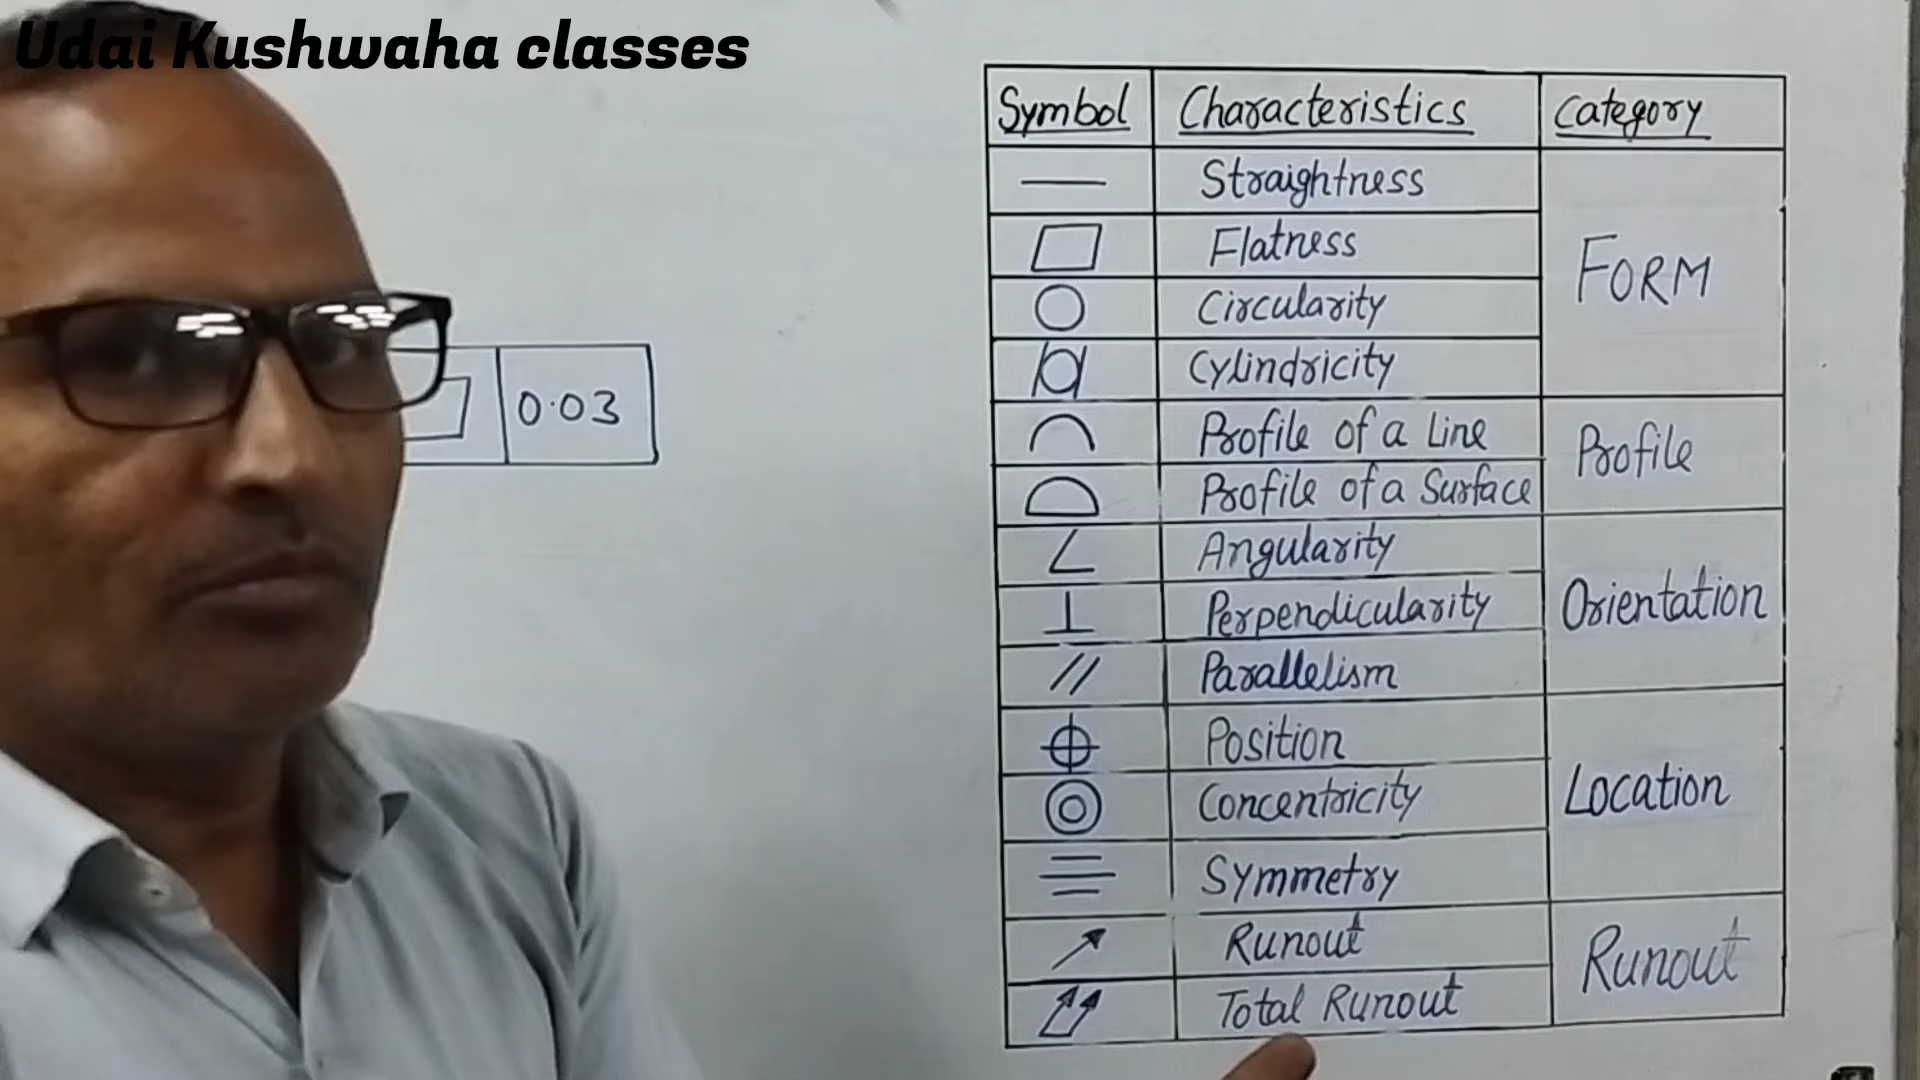 Udai Kushwaha classes
0.03
Symbol Characteristics Category
Straightness
Flatness
Circularity
Cylindricity
FORM
Profile of a Line
Profile of a Surface
Profile
Angularity
Perpendicularity
Parallelism
Orientation
Position
Concentricity
Symmetry
Location
Runout
Total Runout
Runout